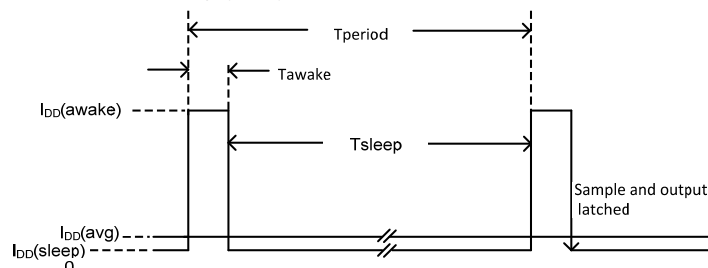 Tperiod
Tawake
IDD(awake)
Tsleep
Sample and output
latched
IDD(avg)
IDD(sleep)
0